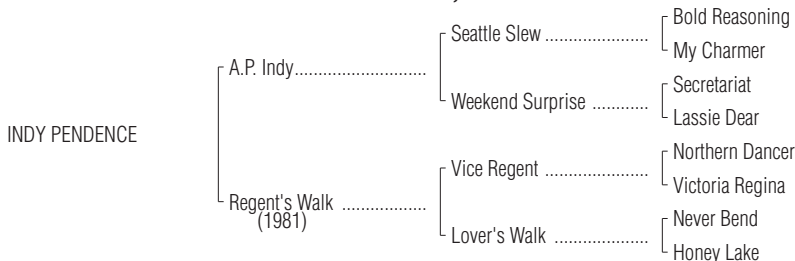 Bold Reasoning
Seattle Slew ......................
My Charmer
A.P. Indy...........................
Secretariat
Weekend Surprise ............
Lassie Dear
INDY PENDENCE
Northern Dancer
Vice Regent ......................
Victoria Regina
Regent's Walk .................
(1981)
Never Bend
Lover's Walk ....................
Honey Lake